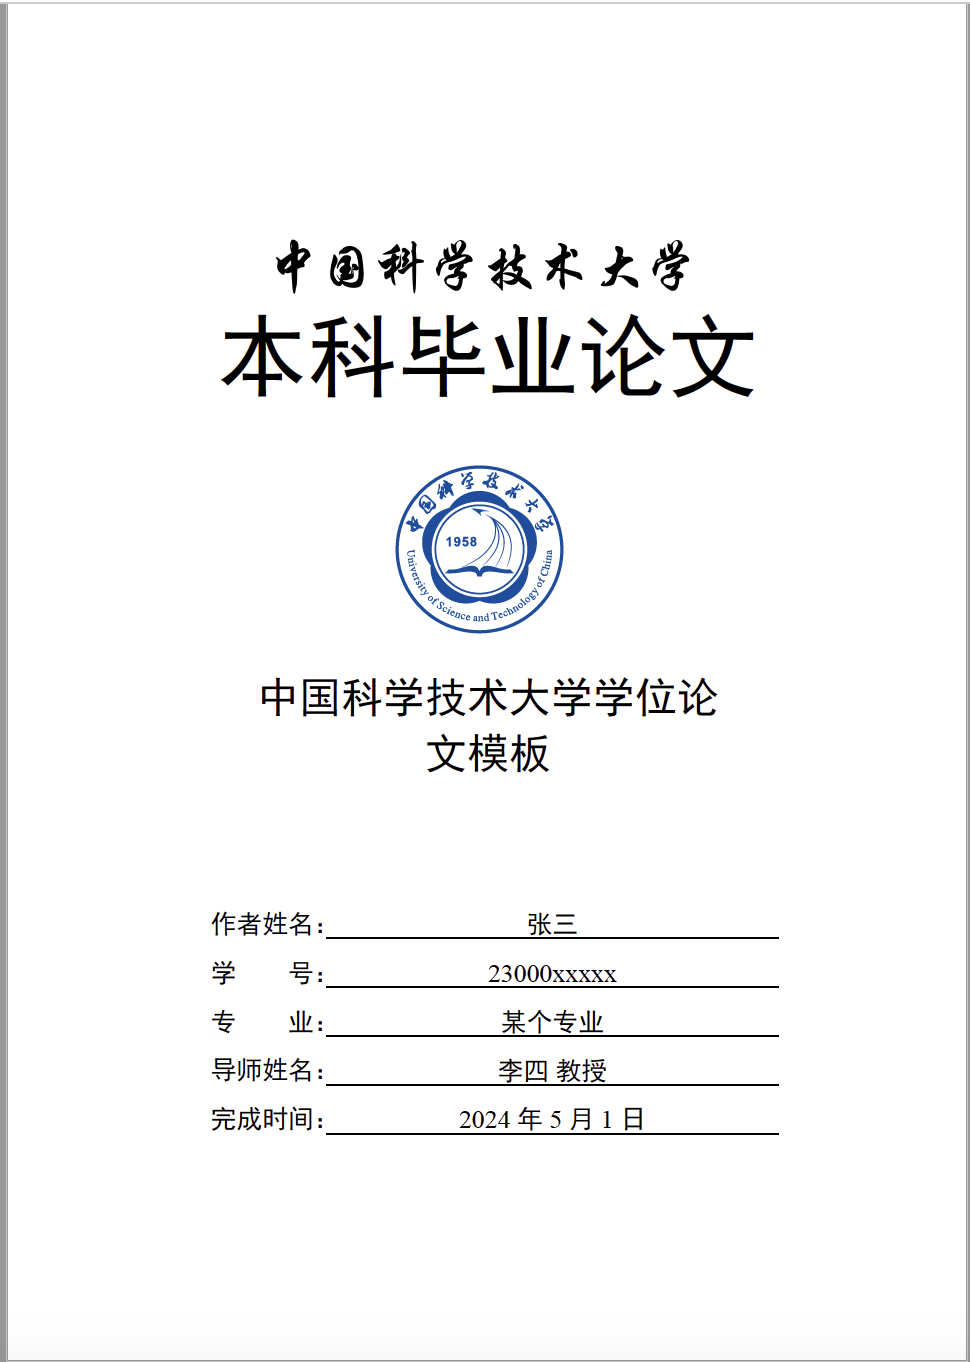 中国科学技术大学
本科毕业论文
中国科学技术大学
1958
University of Science and Technology of China
中国科学技术大学学位论
文模板
作者姓名：张三
学　　号：23000xxxxx
专　　业：某个专业
导师姓名：李四 教授
完成时间：2024 年 5 月 1 日